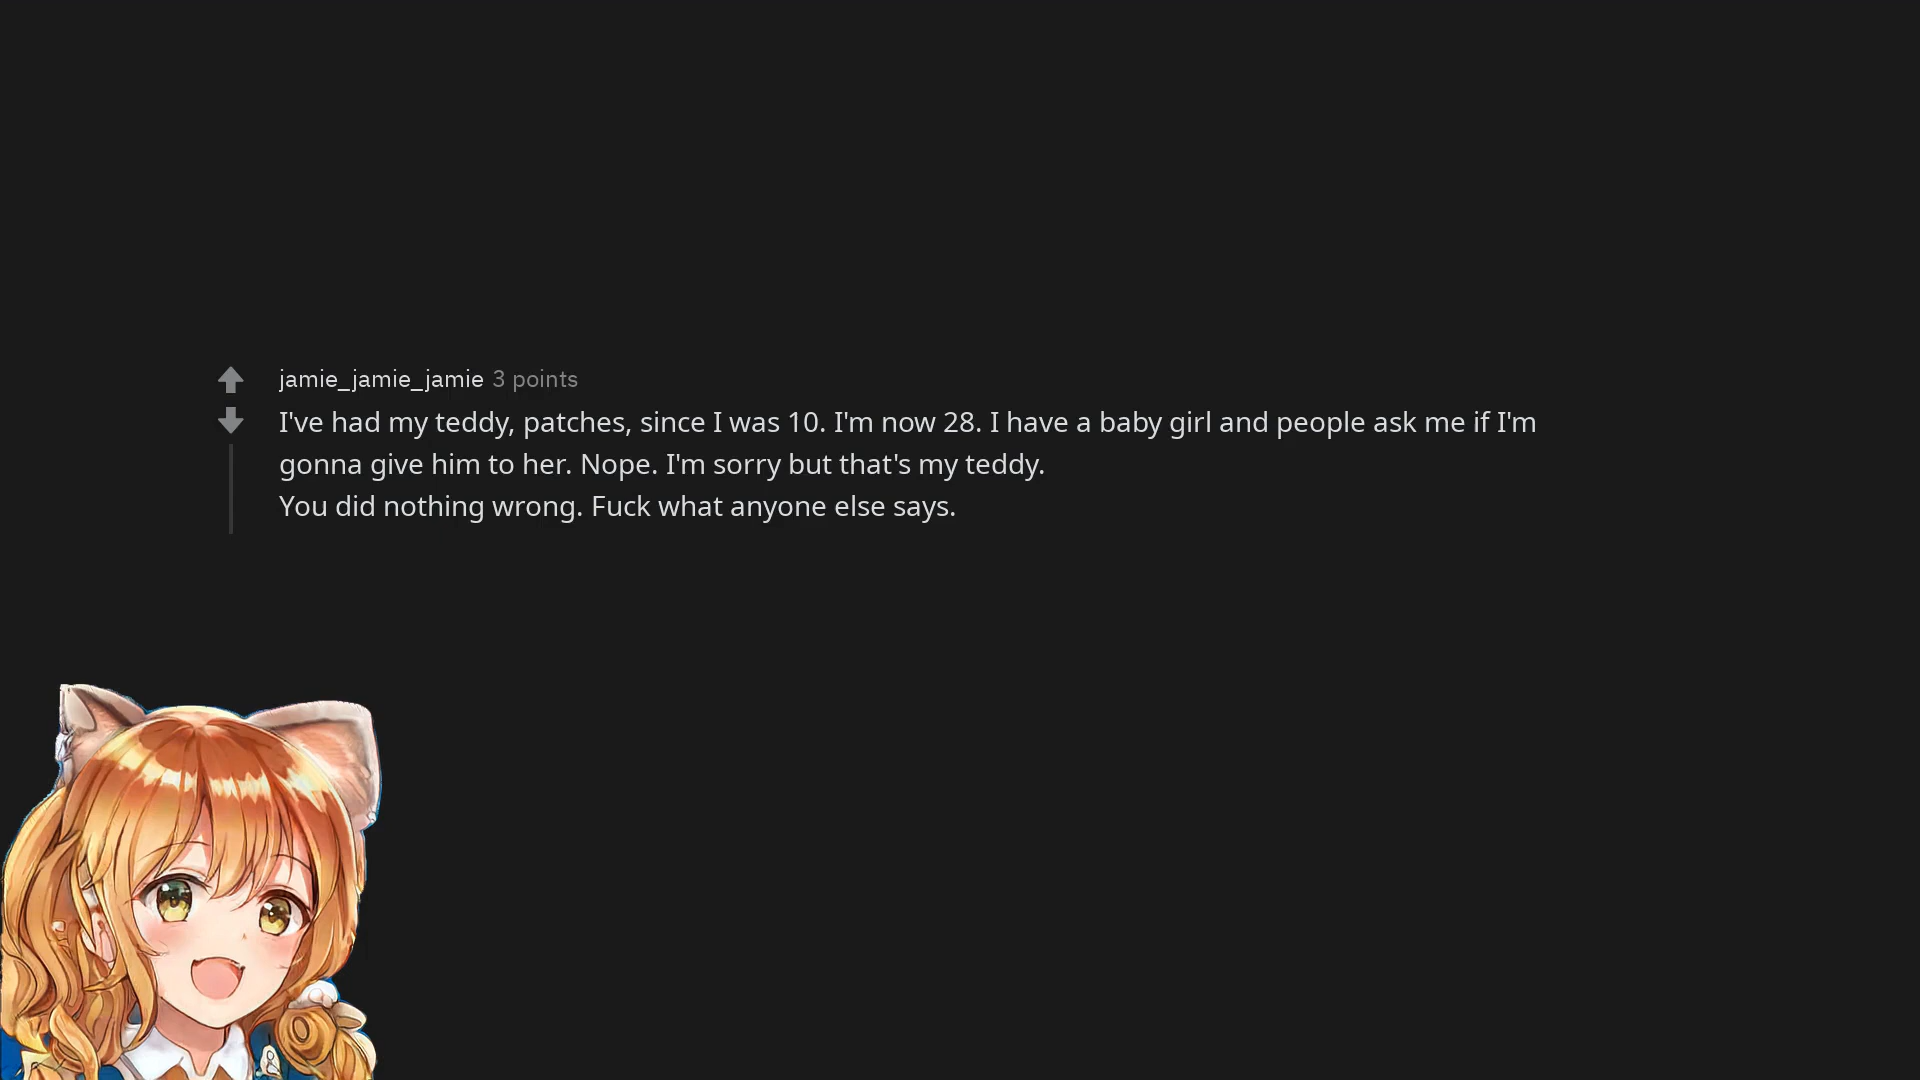 jamie_jamie_jamie 3 points
I've had my teddy, patches, since I was 10. I'm now 28. I have a baby girl and people ask me if I'm
gonna give him to her. Nope. I'm sorry but that's my teddy.
You did nothing wrong. Fuck what anyone else says.